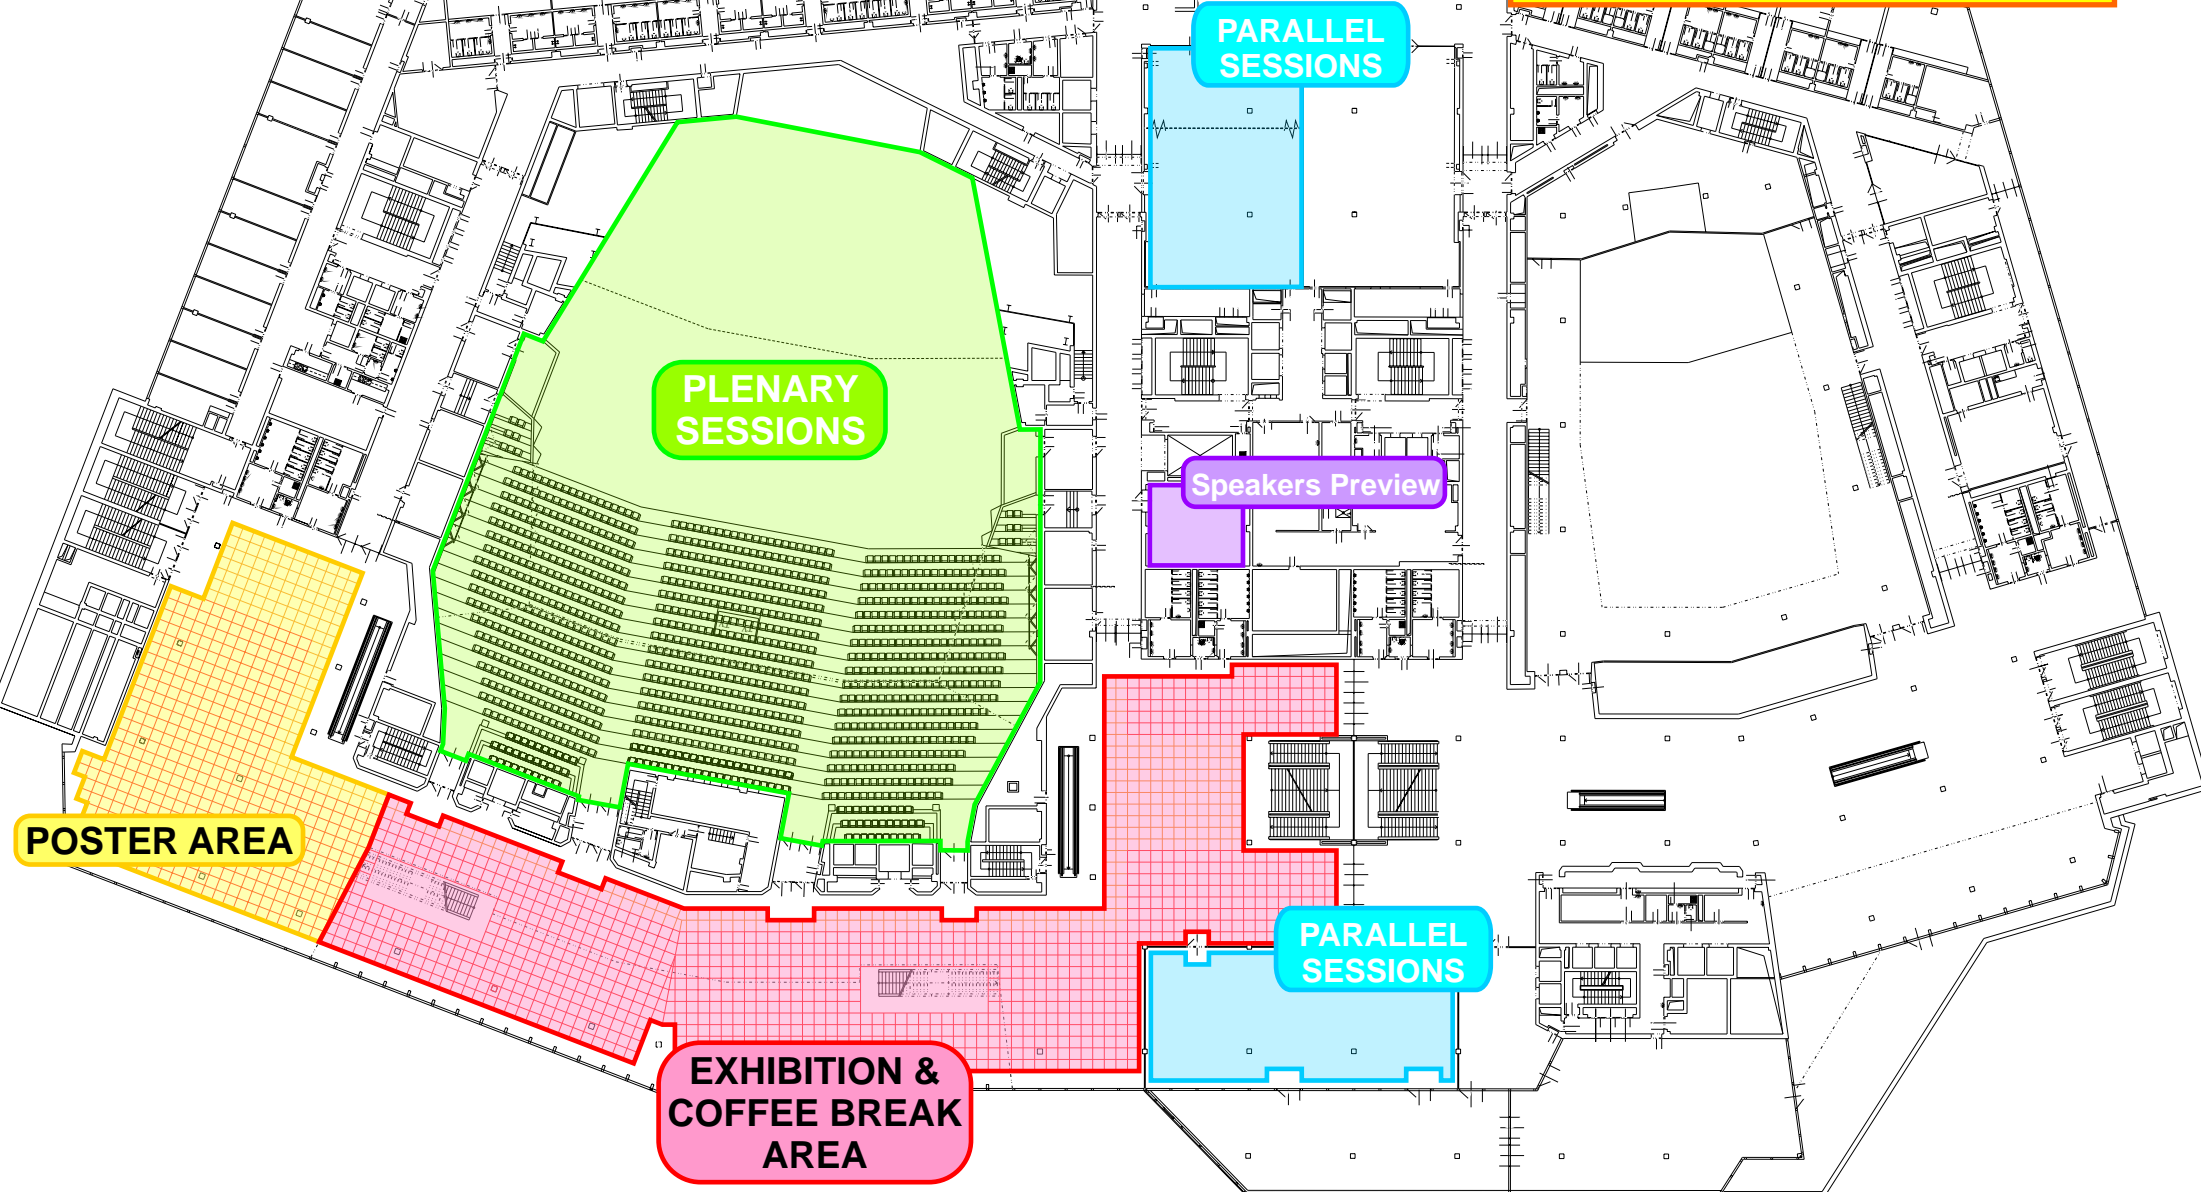 PARALLEL
SESSIONS
PLENARY
SESSIONS
Speakers Preview
POSTER AREA
PARALLEL
SESSIONS
EXHIBITION &
COFFEE BREAK
AREA